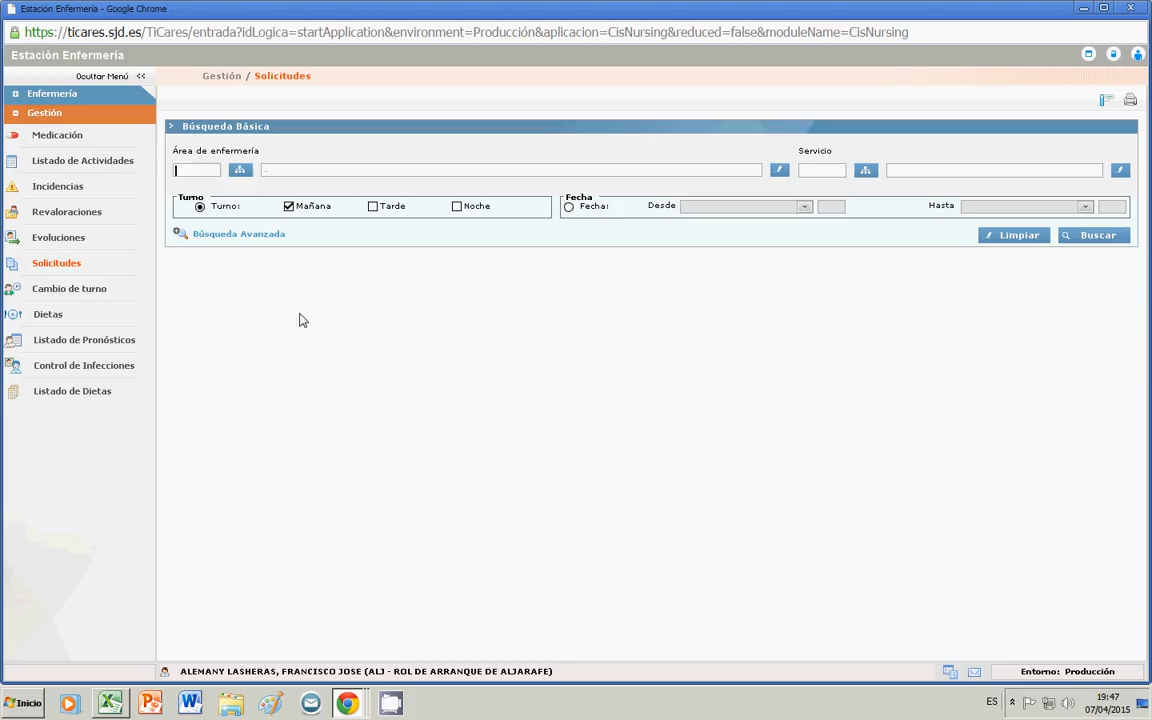 Estación Enfermería - Google Chrome
https://ticares.sjd.es/TiCares/entrada?idLogica=startApplication&environment=Producción&aplicacion=CisNursing&reduced=false&moduleName=CisNursing
Estación Enfermería
Ocultar Menú <<
Gestión / Solicitudes
Enfermería
Gestión
Medicación
Listado de Actividades
Incidencias
Revaloraciones
Evoluciones
Solicitudes
Cambio de turno
Dietas
Listado de Pronósticos
Control de Infecciones
Listado de Dietas
Búsqueda Básica
Área de enfermería
Servicio
Turno
Turno:
Mañana
Tarde
Noche
Fecha
Fecha:
Desde
Hasta
Búsqueda Avanzada
Limpiar
Buscar
ALEMANY LASHERAS, FRANCISCO JOSE (ALJ - ROL DE ARRANQUE DE ALJARAFE)
Entorno: Producción
Inicio
ES
19:47
07/04/2015